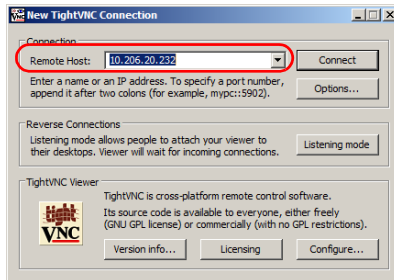 New TightVNC Connection
Connection
Remote Host: 10.206.20.232
Connect
Enter a name or an IP address. To specify a port number,
append it after two colons (for example, mypc::5902).
Options...
Reverse Connections
Listening mode allows people to attach your viewer to
their desktops. Viewer will wait for incoming connections.
Listening mode
TightVNC Viewer
tight
VNC
TightVNC is cross-platform remote control software.
Its source code is available to everyone, either freely
(GNU GPL license) or commercially (with no GPL restrictions).
Version info...
Licensing
Configure...